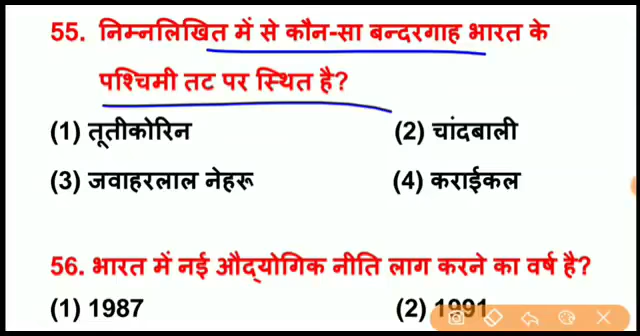 55. निम्नलिखित में से कौन-सा बन्दरगाह भारत के
पश्चिमी तट पर स्थित है?
(1) तूतीकोरिन (2) चांदबाली
(3) जवाहरलाल नेहरू (4) कराईकल
56. भारत में नई औद्योगिक नीति लाग करने का वर्ष है?
(1) 1987 (2) 1991